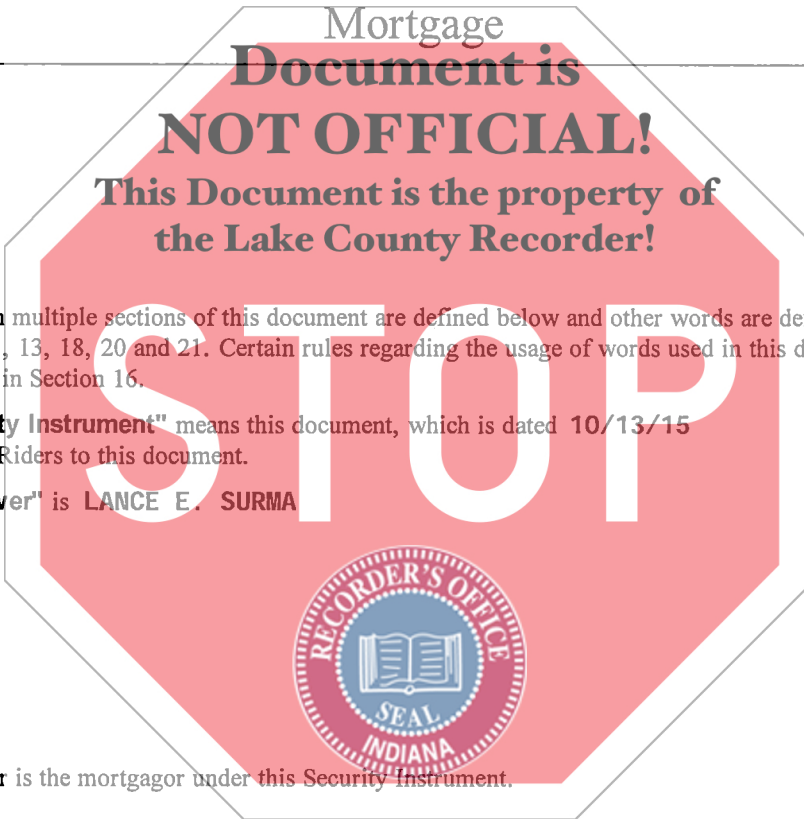 Mortgage
Document is
NOT OFFICIAL!
This Document is the property of
the Lake County Recorder!
multiple sections of this document are defined below and other words are
, 13, 18, 20 and 21. Certain rules regarding the usage of words used in this
in Section 16.
Instrument" means this document, which is dated 10/13/15
Riders to this document.
is LANCE E. SURMA
STOP
RECORDER'S OFFICE
SEAL
INDIANA
is the mortgagor under this Security Instrument.